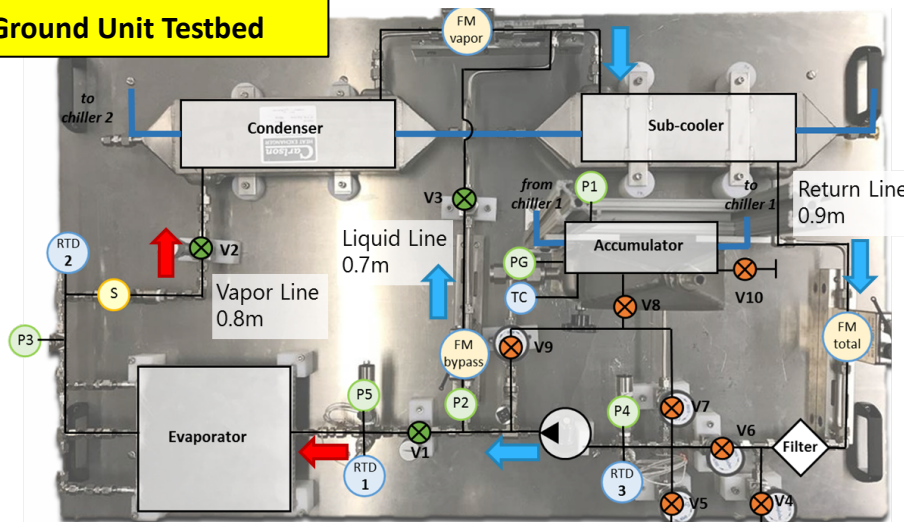 Ground Unit Testbed
FM
vapor
to
chiller 2
Condenser
Carlson
HEAT EXCHANGER
Sub-cooler
V3
P1
from
chiller 1
to
chiller 1
Return Line
0.9m
RTD
2
V2
Liquid Line
0.7m
Accumulator
PG
TC
V10
S
Vapor Line
0.8m
V8
P3
FM
bypass
V9
FM
total
P5
P2
P4
V7
Evaporator
V1
V6
Filter
RTD
1
RTD
3
V5
V4